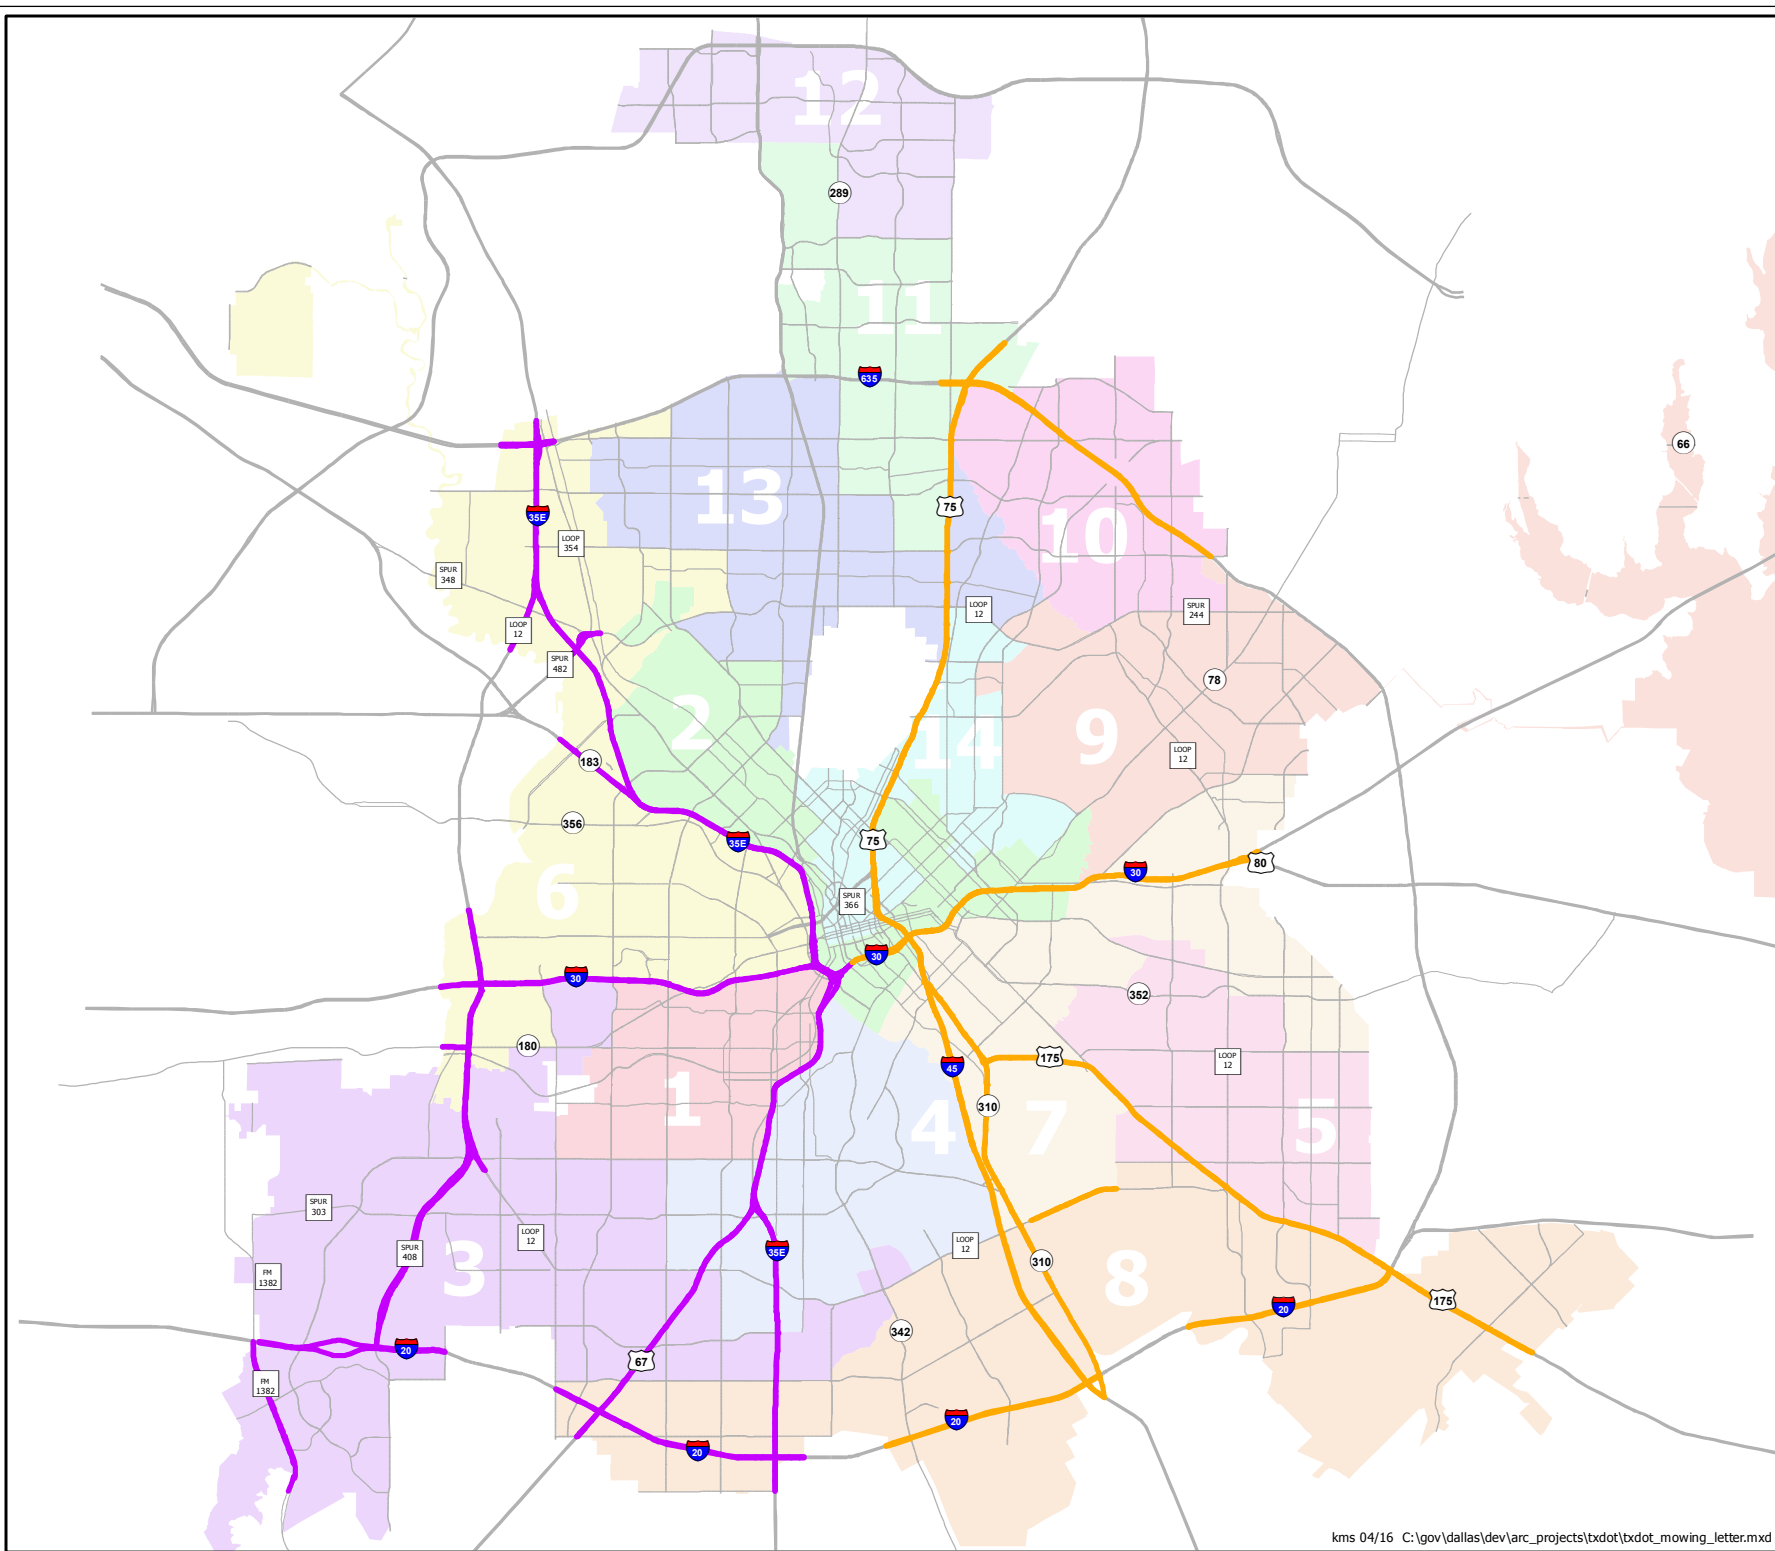 12
289
11
635
66
35E
13
75
10
LOOP
354
SPUR
348
LOOP
12
LOOP
12
SPUR
244
SPUR
482
78
2
14
9
LOOP
12
183
356
35E
75
30
80
6
SPUR
366
30
30
352
180
175
LOOP
12
45
1
1
310
4
7
5
SPUR
303
LOOP
12
LOOP
12
SPUR
408
35E
310
3
FM
1382
8
175
20
342
20
67
FM
1382
20
20
kms 04/16 C:\gov\dallas\dev\arc_projects\txdot\txdot_mowing_letter.mxd